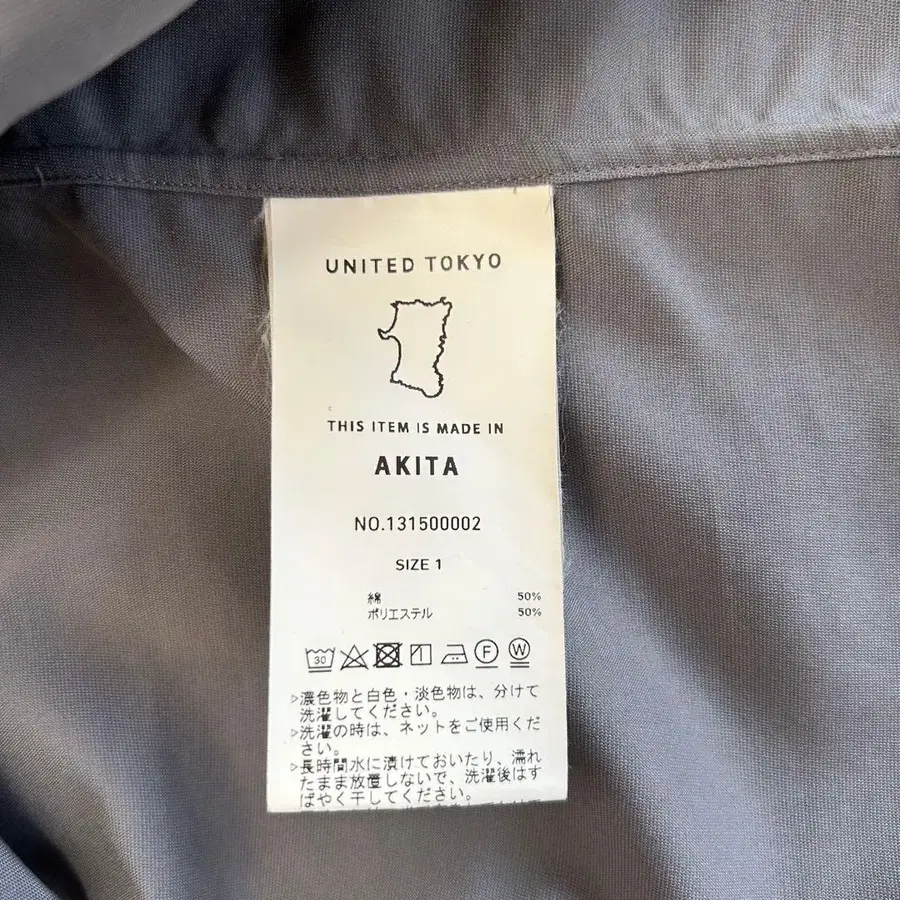 UNITED TOKYO
THIS ITEM IS MADE IN
AKITA
NO.131500002
SIZE 1
綿 50%
ポリエステル 50%
30
F
W
▷濃色物と白色・淡色物は、分けて
洗濯してください。
▷洗濯の時は、ネットをご使用くだ
さい。
▷長時間水に漬けておいたり、濡れ
たまま放置しないで、洗濯後はす
ばやく干してください。